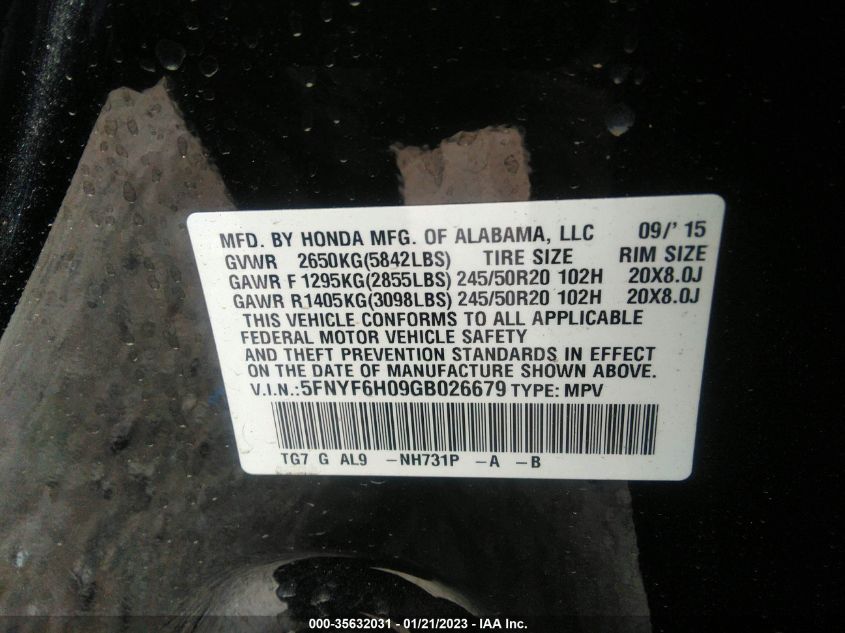 MFD. BY HONDA MFG. OF ALABAMA, LLC 09/' 15
GVWR 2650KG(5842LBS) TIRE SIZE RIM SIZE
GAWR F 1295KG(2855LBS) 245/50R20 102H 20X8.0J
GAWR R1405KG(3098LBS) 245/50R20 102H 20X8.0J
THIS VEHICLE CONFORMS TO ALL APPLICABLE
FEDERAL MOTOR VEHICLE SAFETY
AND THEFT PREVENTION STANDARDS IN EFFECT
ON THE DATE OF MANUFACTURE SHOWN ABOVE.
V.I.N.:5FNYF6H09GB026679 TYPE: MPV
TG7 G AL9 -NH731P -A -B
000-35632031 - 01/21/2023 - IAA Inc.